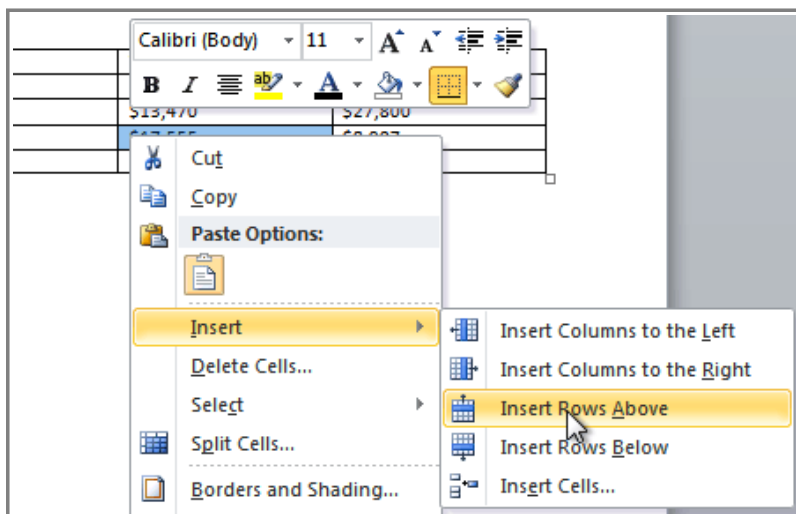 Calibri (Body) 11 A A
B I ab A
$13,470 $27,800
Cut
Copy
Paste Options:
Insert
Delete Cells...
Select
Split Cells...
Borders and Shading...
Insert Columns to the Left
Insert Columns to the Right
Insert Rows Above
Insert Rows Below
Insert Cells...